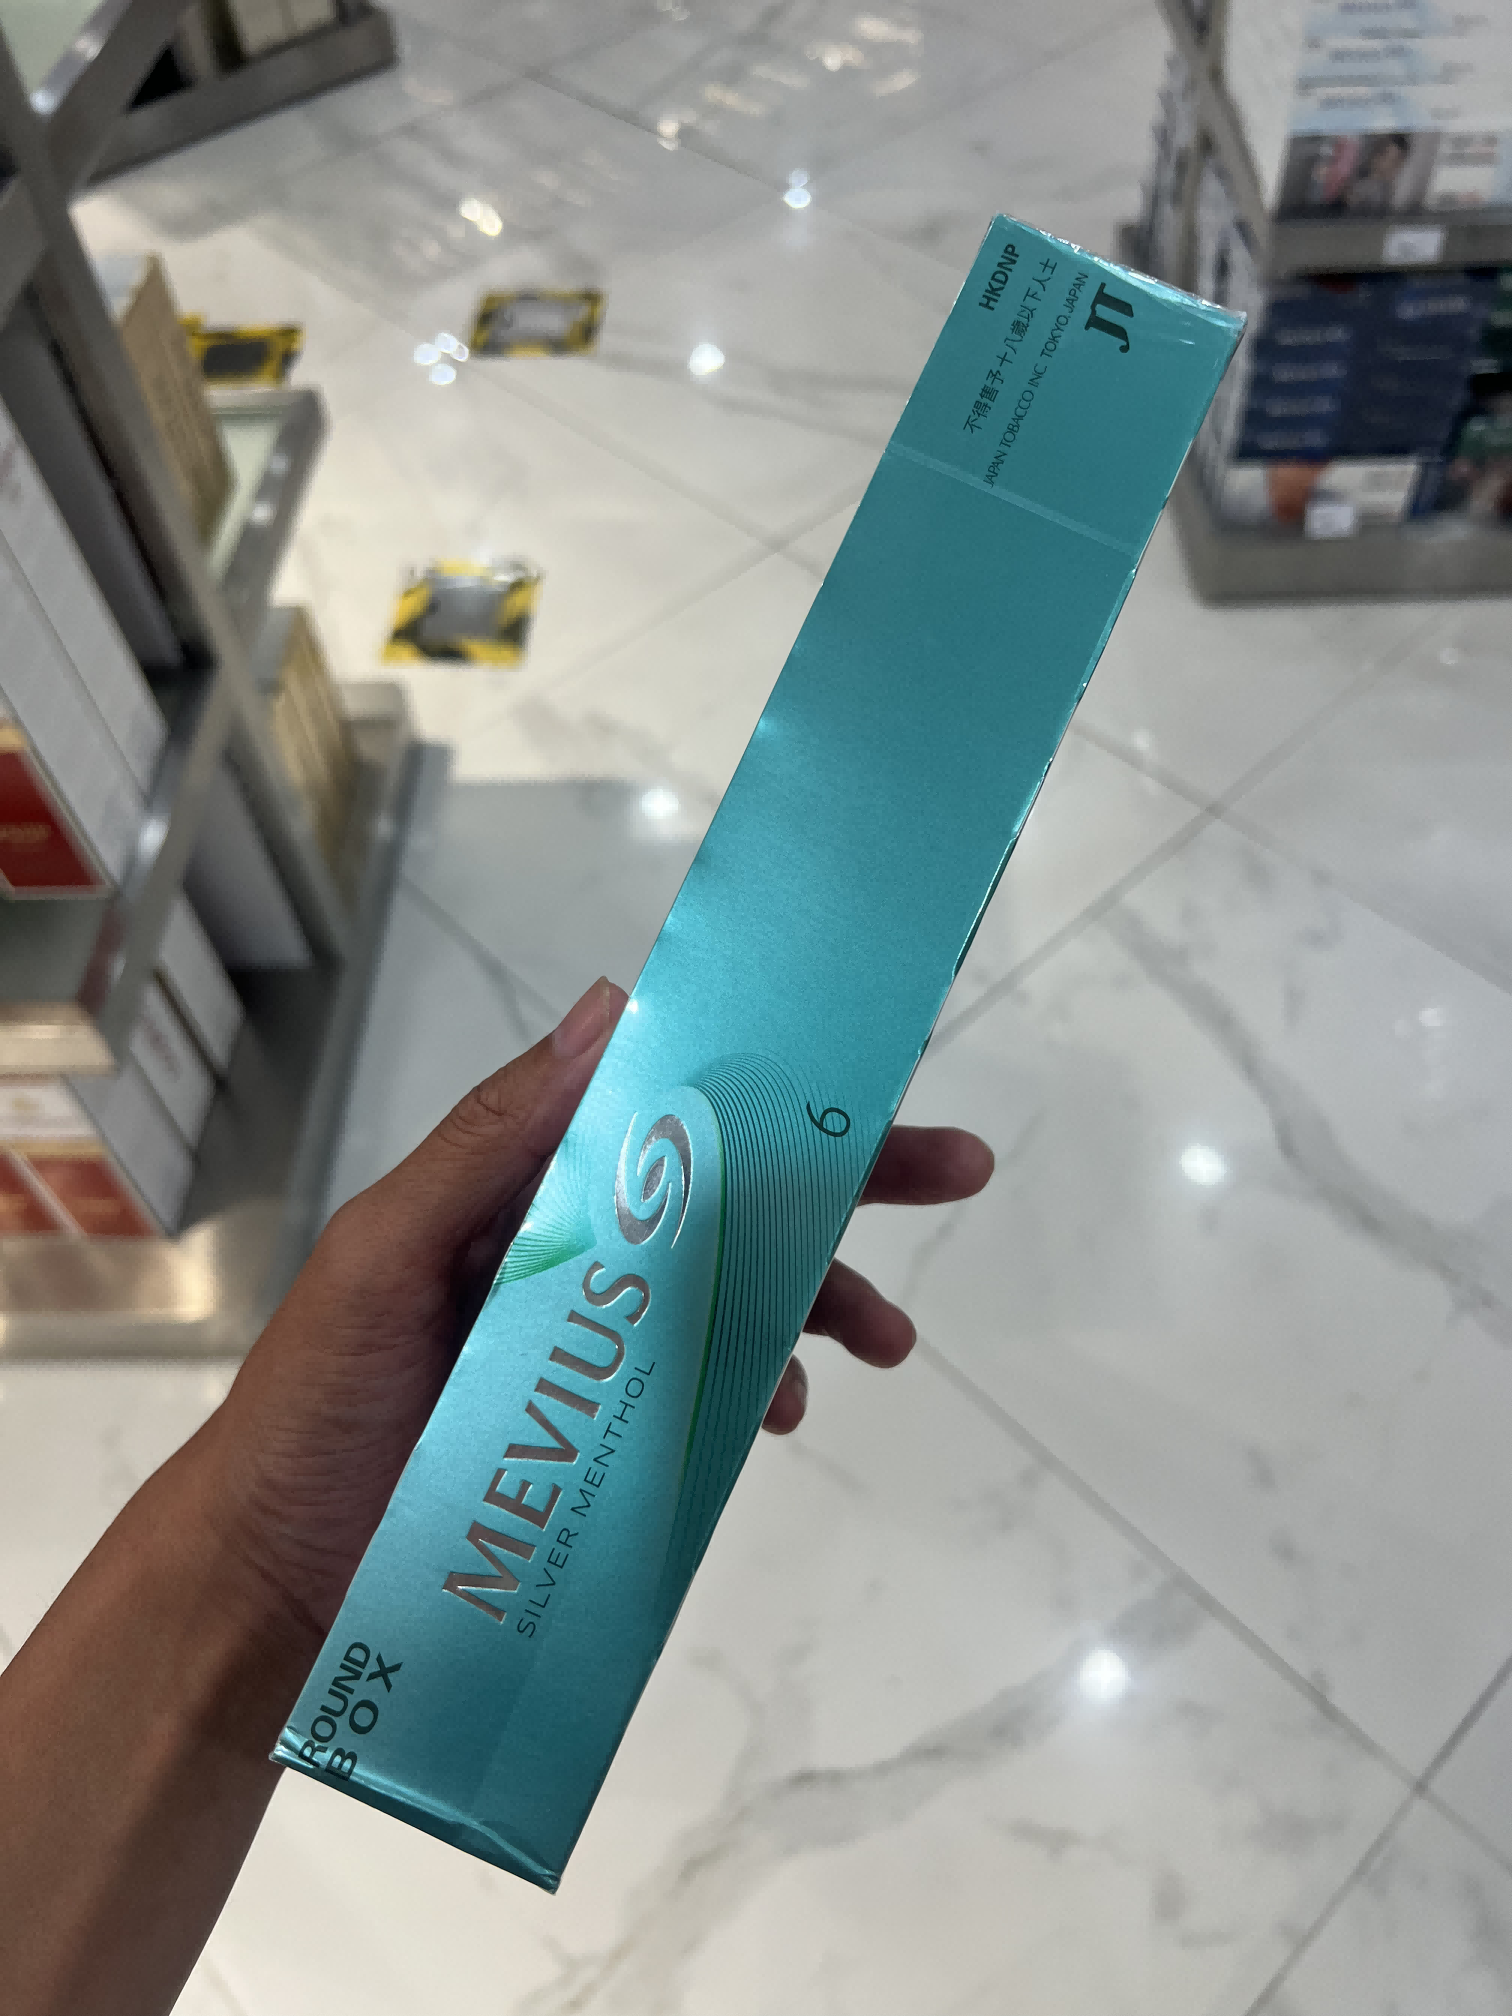 HKDNP
不得售予十八歲以下人士
JAPAN TOBACCO INC. TOKYO, JAPAN
JT
6
MEVIUS
SILVER MENTHOL
ROUND
BOX